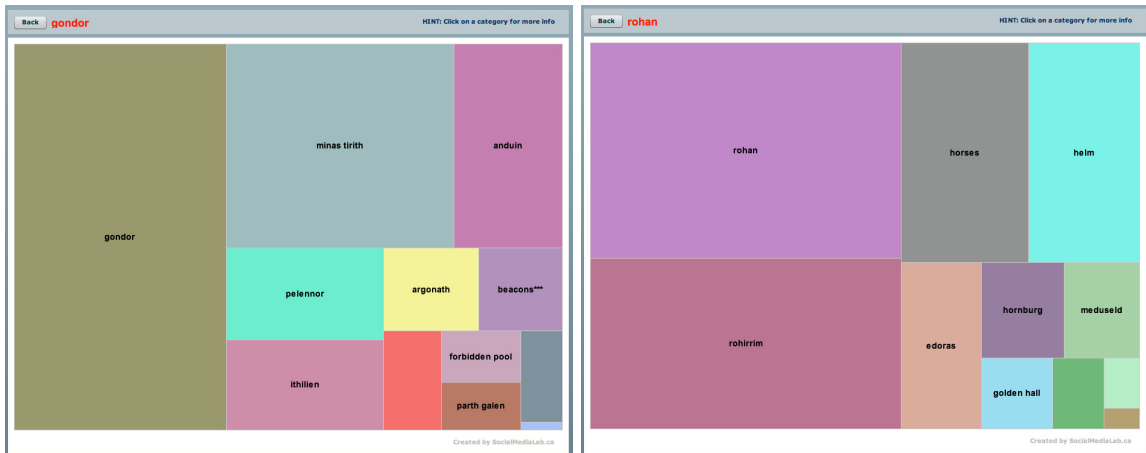 Back gondor HINT: Click on a category for more info
gondor
minas tirith
anduin
pelennor
argonath
beacons***
ithilien
forbidden pool
parth galen
Created by SocialMediaLab.ca
Back rohan HINT: Click on a category for more info
rohan
horses
helm
rohirrim
edoras
hornburg
meduseld
golden hall
Created by SocialMediaLab.ca